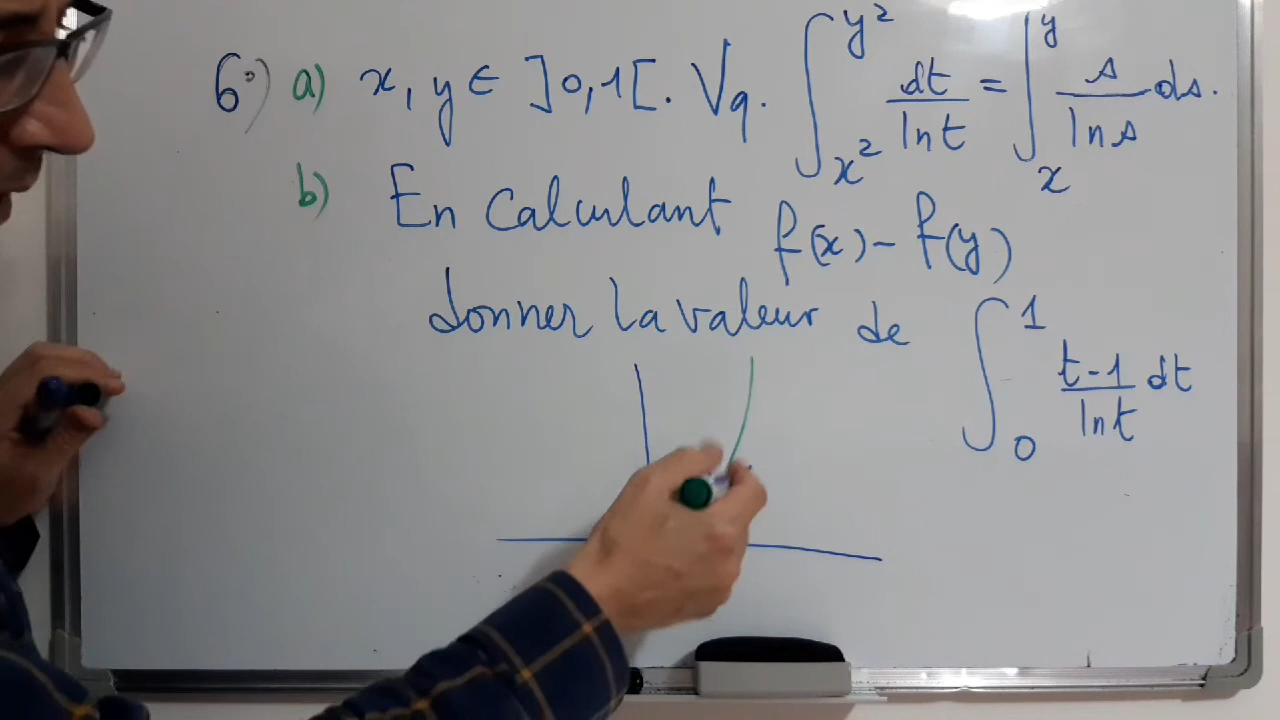 6°) a) x, y ∈ ]0,1[. Vq. ∫_{x²}^{y²} dt/ln t = ∫_x^y s/ln s ds.
b) En Calculant f(x) - f(y)
donner la valeur de ∫_0^1 (t-1)/ln t dt